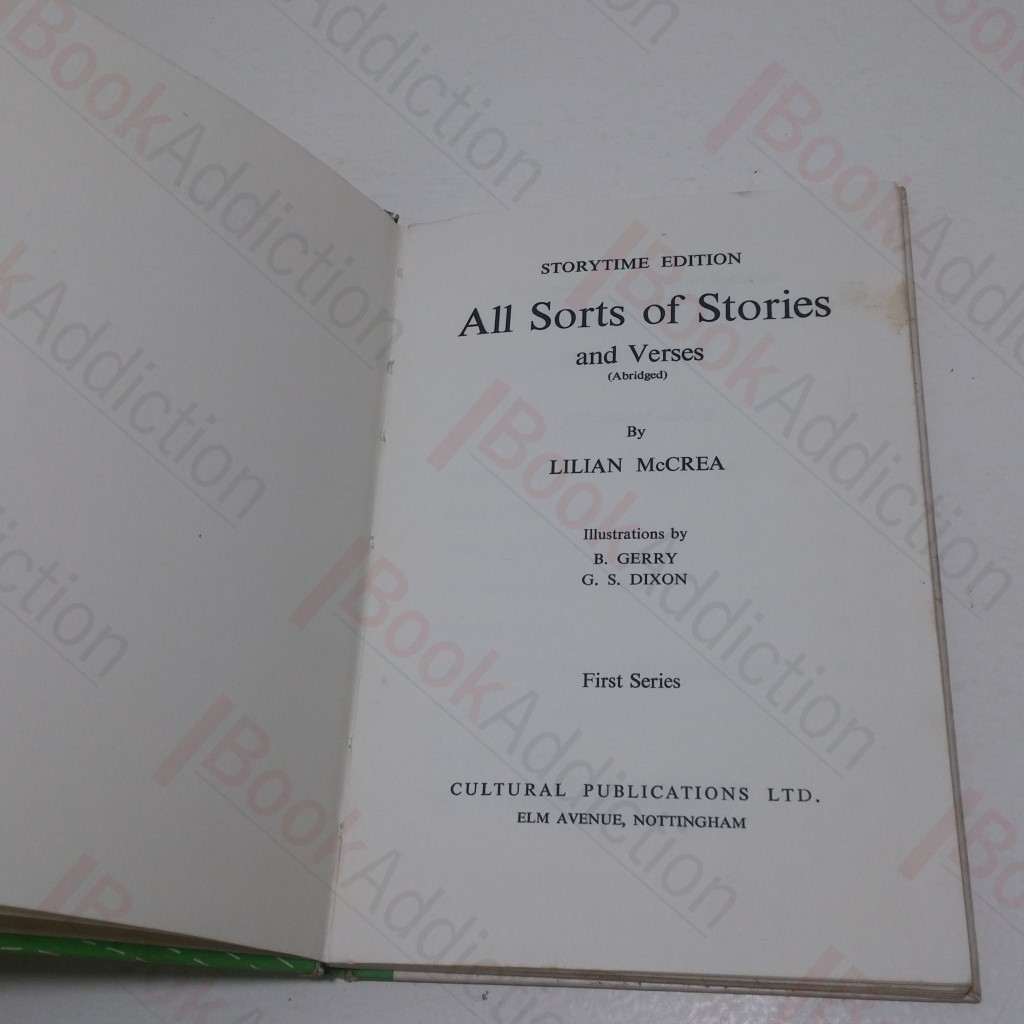 STORYTIME EDITION
All Sorts of Stories
and Verses
(Abridged)
By
LILIAN McCREA
Illustrations by
B. GERRY
G. S. DIXON
First Series
CULTURAL PUBLICATIONS LTD.
ELM AVENUE, NOTTINGHAM
BookAddiction